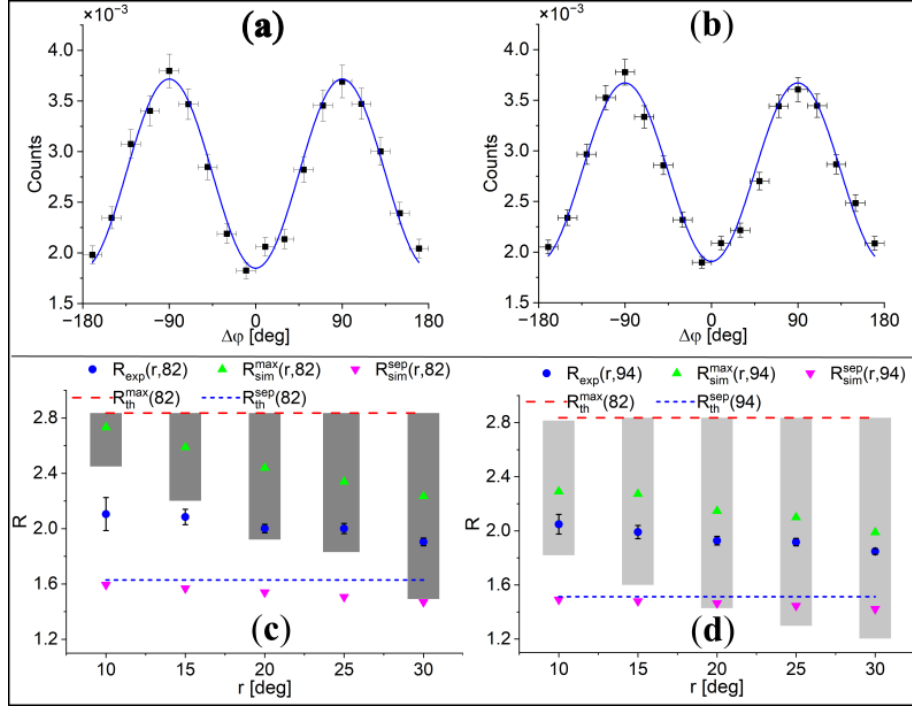 ×10⁻³
(a)
4.0
3.5
3.0
2.5
2.0
1.5
Counts
−180 −90 0 90 180
Δφ [deg]
×10⁻³
(b)
4.0
3.5
3.0
2.5
2.0
1.5
Counts
−180 −90 0 90 180
Δφ [deg]
R_exp(r,82) R_sim^max(r,82) R_sim^sep(r,82)
R_th^max(82) R_th^sep(82)
2.8
2.4
2.0
1.6
1.2
R
(c)
10 15 20 25 30
r [deg]
R_exp(r,94) R_sim^max(r,94) R_sim^sep(r,94)
R_th^max(82) R_th^sep(94)
2.8
2.4
2.0
1.6
1.2
R
(d)
10 15 20 25 30
r [deg]